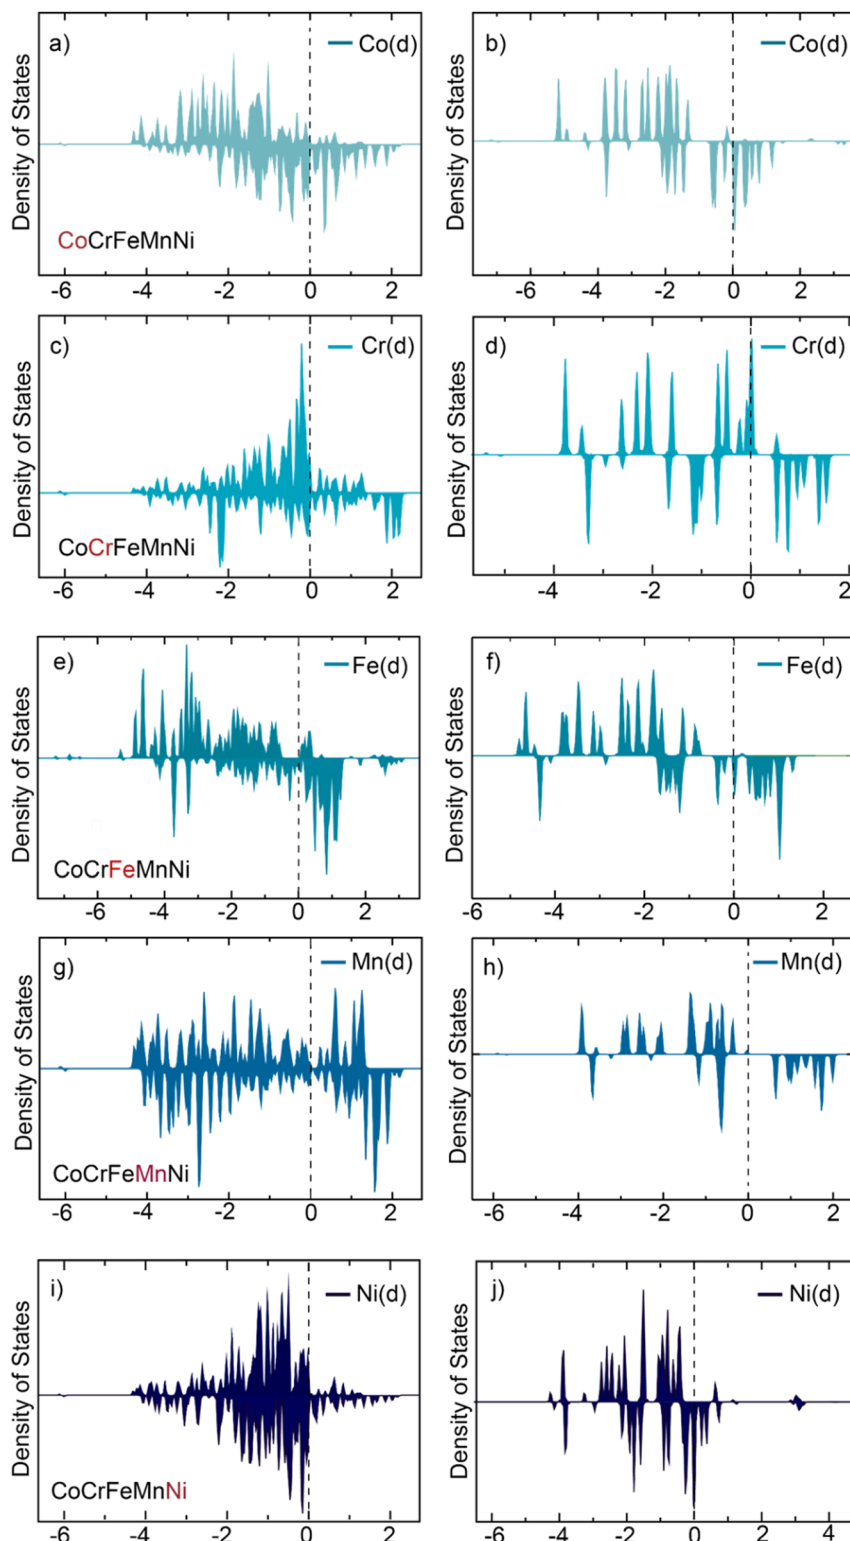 a)
Co(d)
Density of States
CoCrFeMnNi
-6 -4 -2 0 2
b)
Co(d)
Density of States
-6 -4 -2 0 2
c)
Cr(d)
Density of States
CoCrFeMnNi
-6 -4 -2 0 2
d)
Cr(d)
Density of States
-4 -2 0 2
e)
Fe(d)
Density of States
CoCrFeMnNi
-6 -4 -2 0 2
f)
Fe(d)
Density of States
-6 -4 -2 0 2
g)
Mn(d)
Density of States
CoCrFeMnNi
-6 -4 -2 0 2
h)
Mn(d)
Density of States
-6 -4 -2 0 2
i)
Ni(d)
Density of States
CoCrFeMnNi
-6 -4 -2 0 2
j)
Ni(d)
Density of States
-6 -4 -2 0 2 4